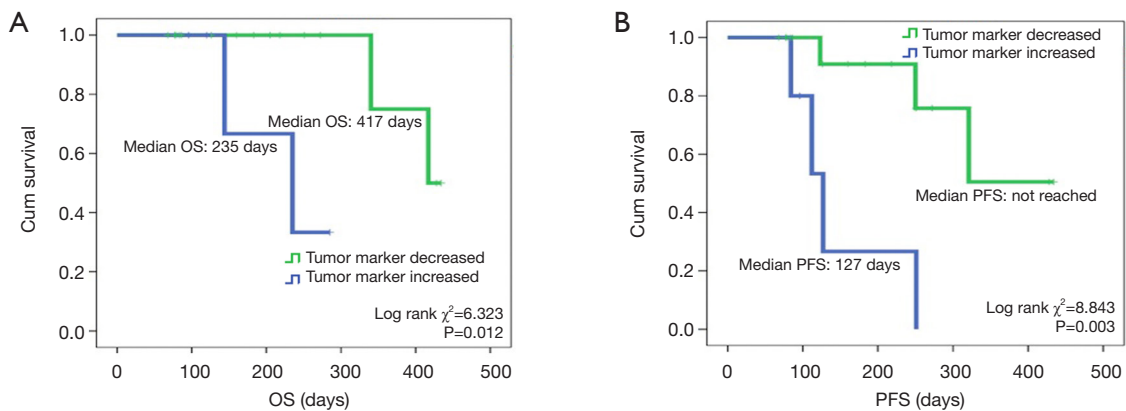 A
Cum survival
1.0
0.8
0.6
0.4
0.2
0.0
Median OS: 417 days
Median OS: 235 days
Tumor marker decreased
Tumor marker increased
Log rank χ²=6.323
P=0.012
0 100 200 300 400 500
OS (days)
B
Cum survival
1.0
0.8
0.6
0.4
0.2
0.0
Tumor marker decreased
Tumor marker increased
Median PFS: not reached
Median PFS: 127 days
Log rank χ²=8.843
P=0.003
0 100 200 300 400 500
PFS (days)